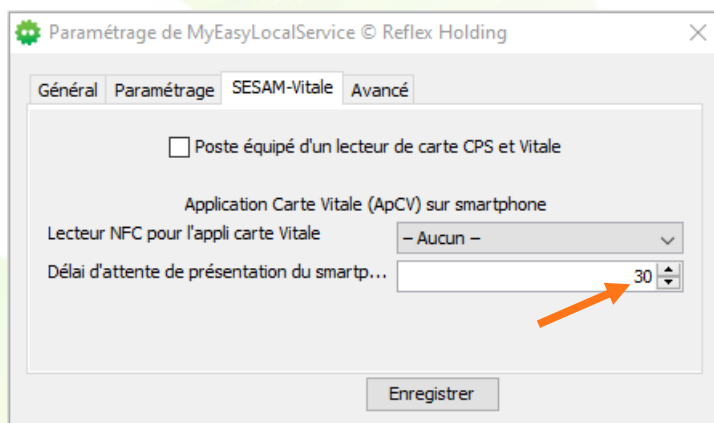 Paramétrage de MyEasyLocalService © Reflex Holding
Général Paramétrage SESAM-Vitale Avancé
Poste équipé d'un lecteur de carte CPS et Vitale
Application Carte Vitale (ApCV) sur smartphone
Lecteur NFC pour l'appli carte Vitale – Aucun –
Délai d'attente de présentation du smartp... 30
Enregistrer